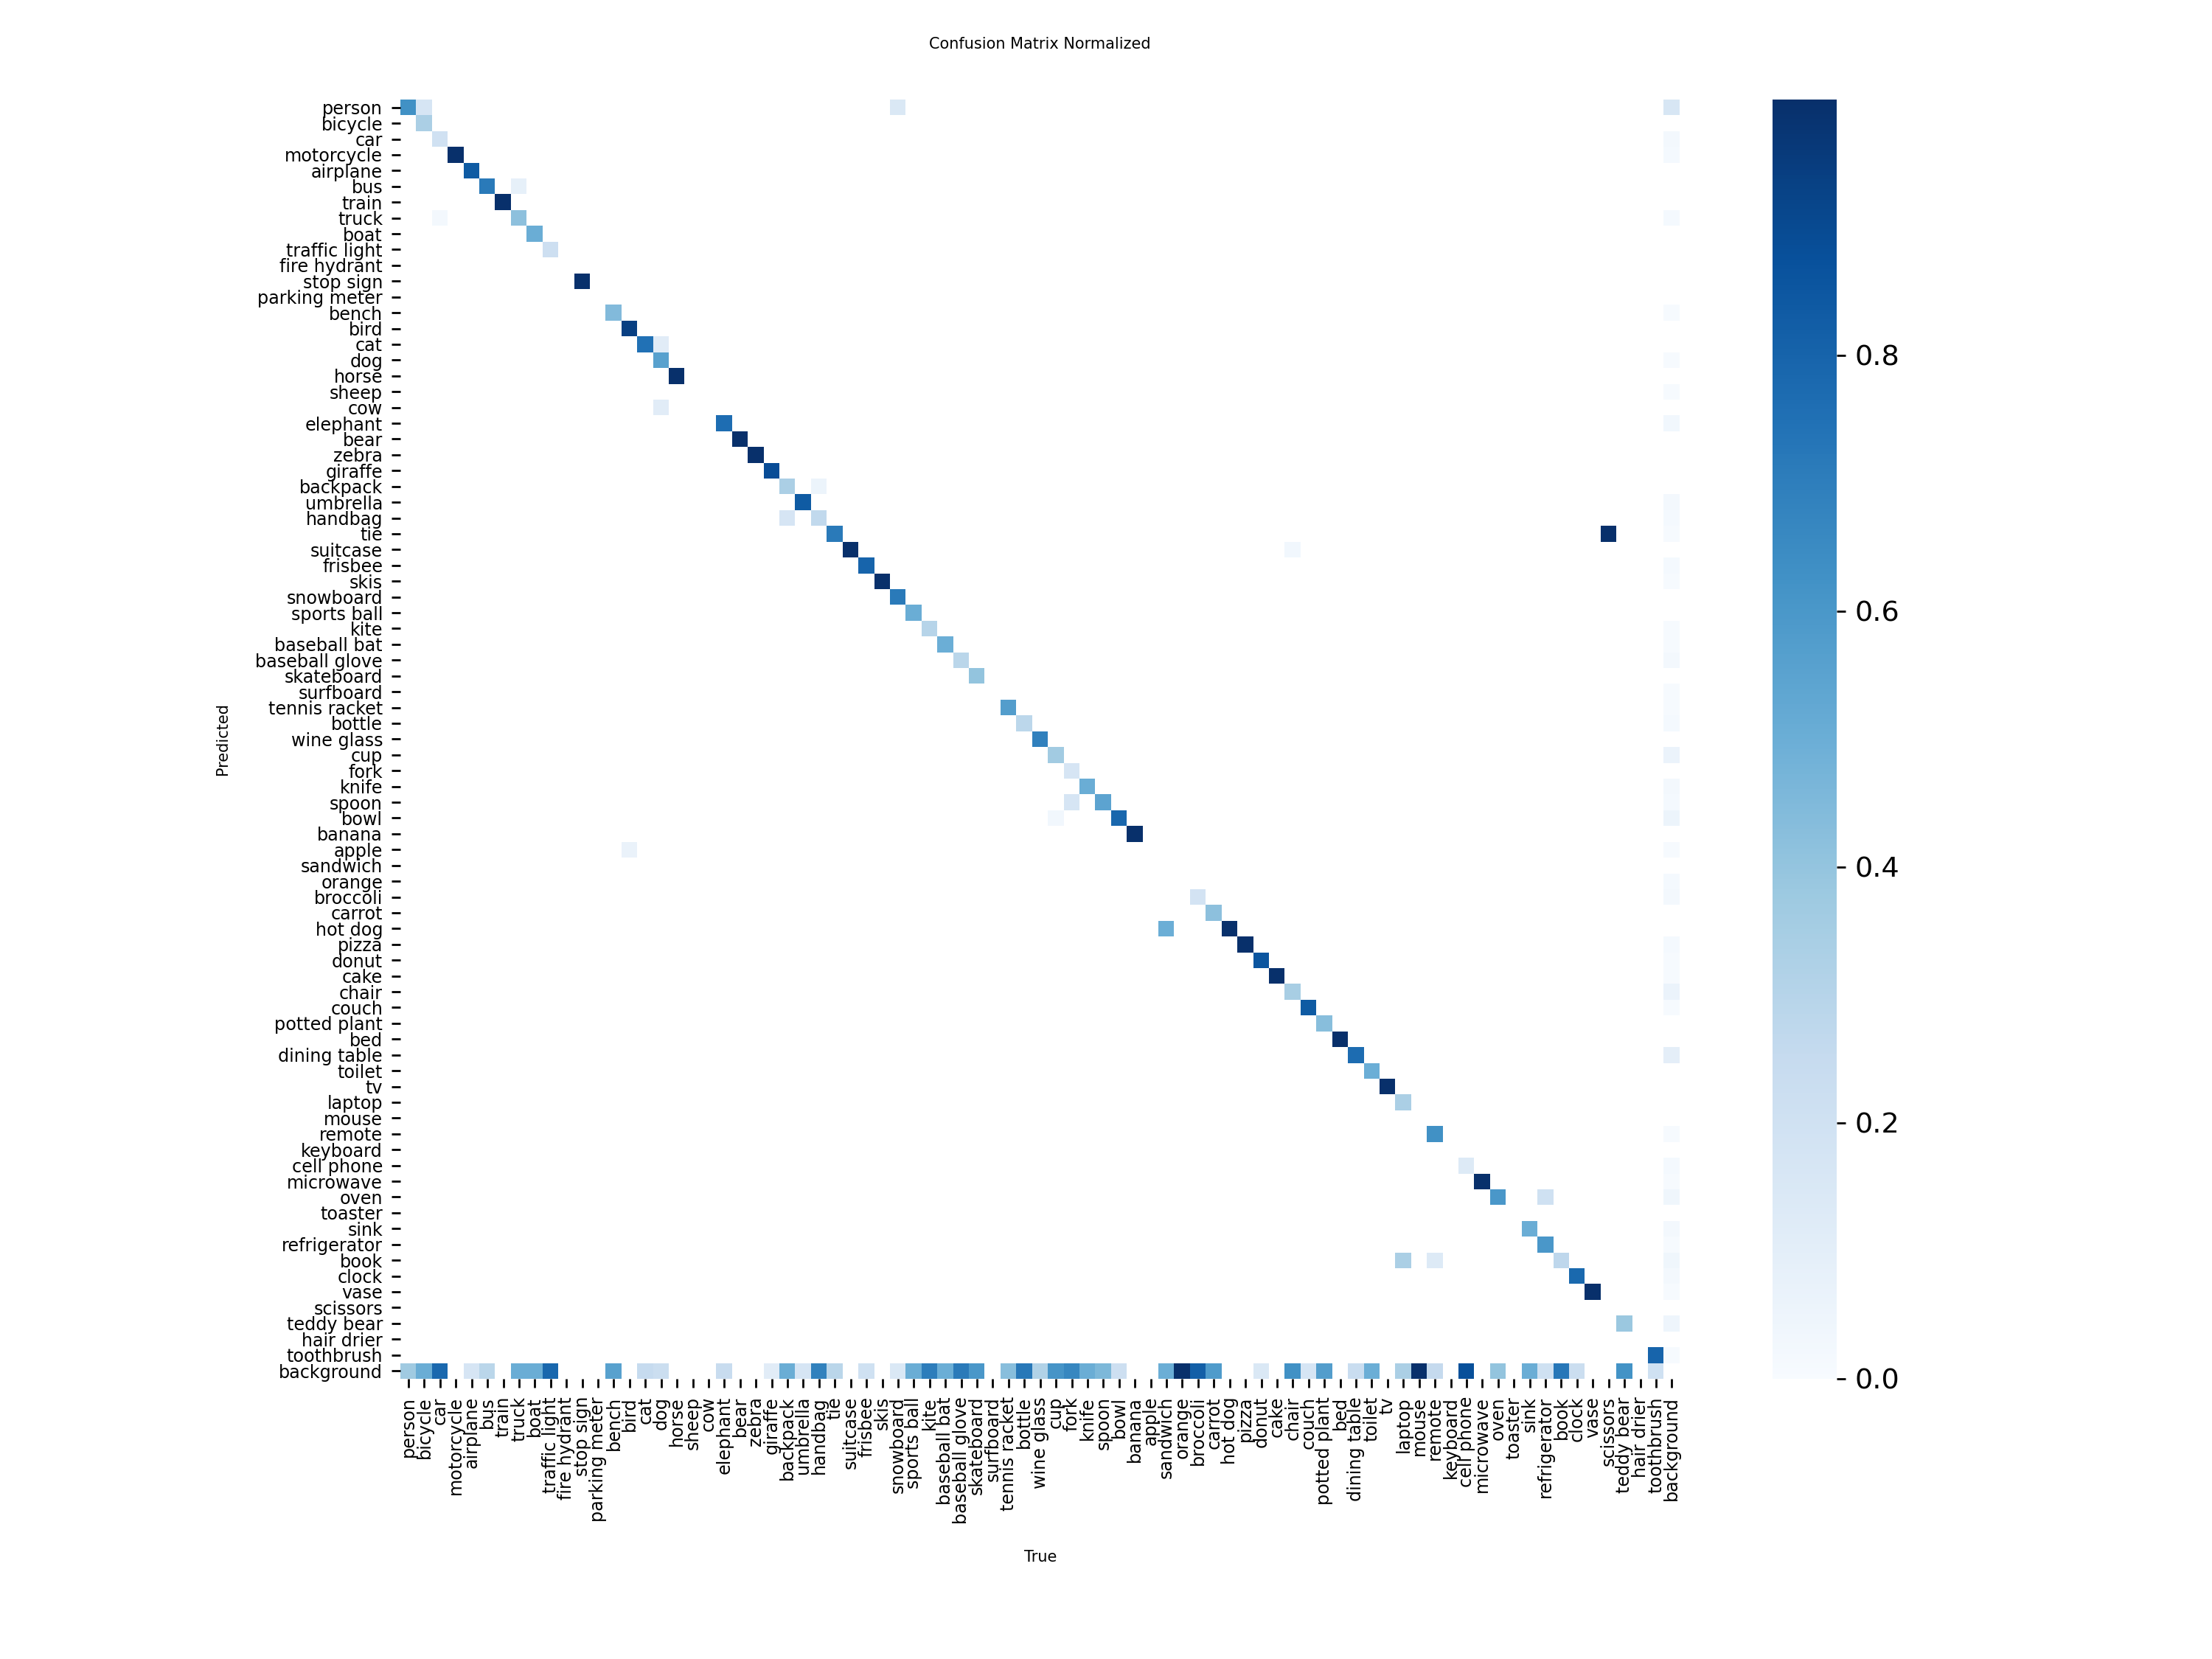 Confusion Matrix Normalized
person
bicycle
car
motorcycle
airplane
bus
train
truck
boat
traffic light
fire hydrant
stop sign
parking meter
bench
bird
cat
dog
horse
sheep
cow
elephant
bear
zebra
giraffe
backpack
umbrella
handbag
tie
suitcase
frisbee
skis
snowboard
sports ball
kite
baseball bat
baseball glove
skateboard
surfboard
tennis racket
bottle
wine glass
cup
fork
knife
spoon
bowl
banana
apple
sandwich
orange
broccoli
carrot
hot dog
pizza
donut
cake
chair
couch
potted plant
bed
dining table
toilet
tv
laptop
mouse
remote
keyboard
cell phone
microwave
oven
toaster
sink
refrigerator
book
clock
vase
scissors
teddy bear
hair drier
toothbrush
background
Predicted
person
bicycle
car
motorcycle
airplane
bus
train
truck
boat
traffic light
fire hydrant
stop sign
parking meter
bench
bird
cat
dog
horse
sheep
cow
elephant
bear
zebra
giraffe
backpack
umbrella
handbag
tie
suitcase
frisbee
skis
snowboard
sports ball
kite
baseball bat
baseball glove
skateboard
surfboard
tennis racket
bottle
wine glass
cup
fork
knife
spoon
bowl
banana
apple
sandwich
orange
broccoli
carrot
hot dog
pizza
donut
cake
chair
couch
potted plant
bed
dining table
toilet
tv
laptop
mouse
remote
keyboard
cell phone
microwave
oven
toaster
sink
refrigerator
book
clock
vase
scissors
teddy bear
hair drier
toothbrush
background
True
0.8
0.6
0.4
0.2
0.0